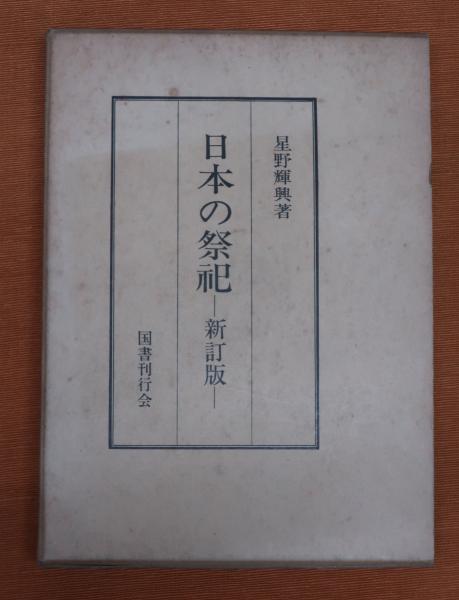 星野輝興著
日本の祭祀―新訂版―
国書刊行会